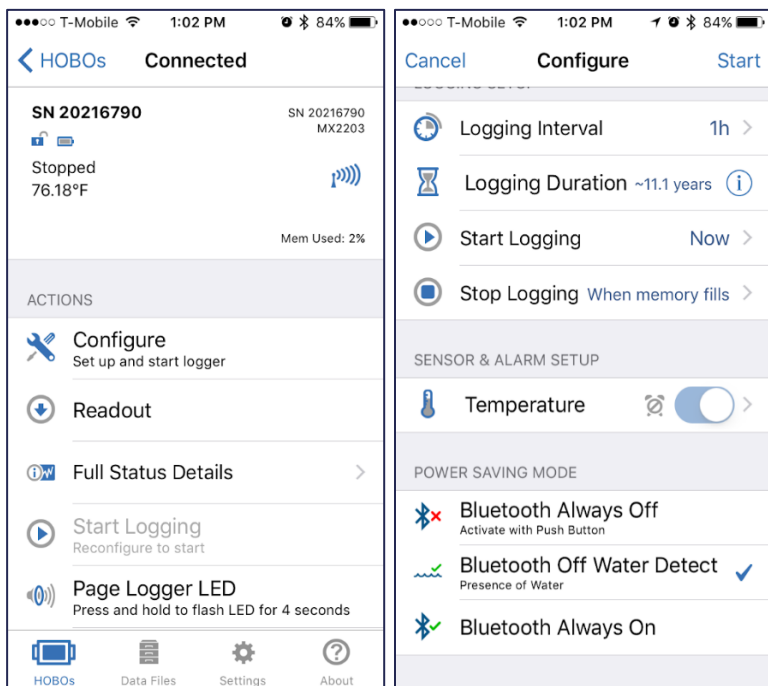 T-Mobile 1:02 PM 84%
HOBOs Connected
SN 20216790
SN 20216790
MX2203
Stopped
76.18°F
Mem Used: 2%
ACTIONS
Configure
Set up and start logger
Readout
Full Status Details
Start Logging
Reconfigure to start
Page Logger LED
Press and hold to flash LED for 4 seconds
HOBOs Data Files Settings About
T-Mobile 1:02 PM 84%
Cancel Configure Start
Logging Interval 1h
Logging Duration ~11.1 years
Start Logging Now
Stop Logging When memory fills
SENSOR & ALARM SETUP
Temperature
POWER SAVING MODE
Bluetooth Always Off
Activate with Push Button
Bluetooth Off Water Detect
Presence of Water
Bluetooth Always On